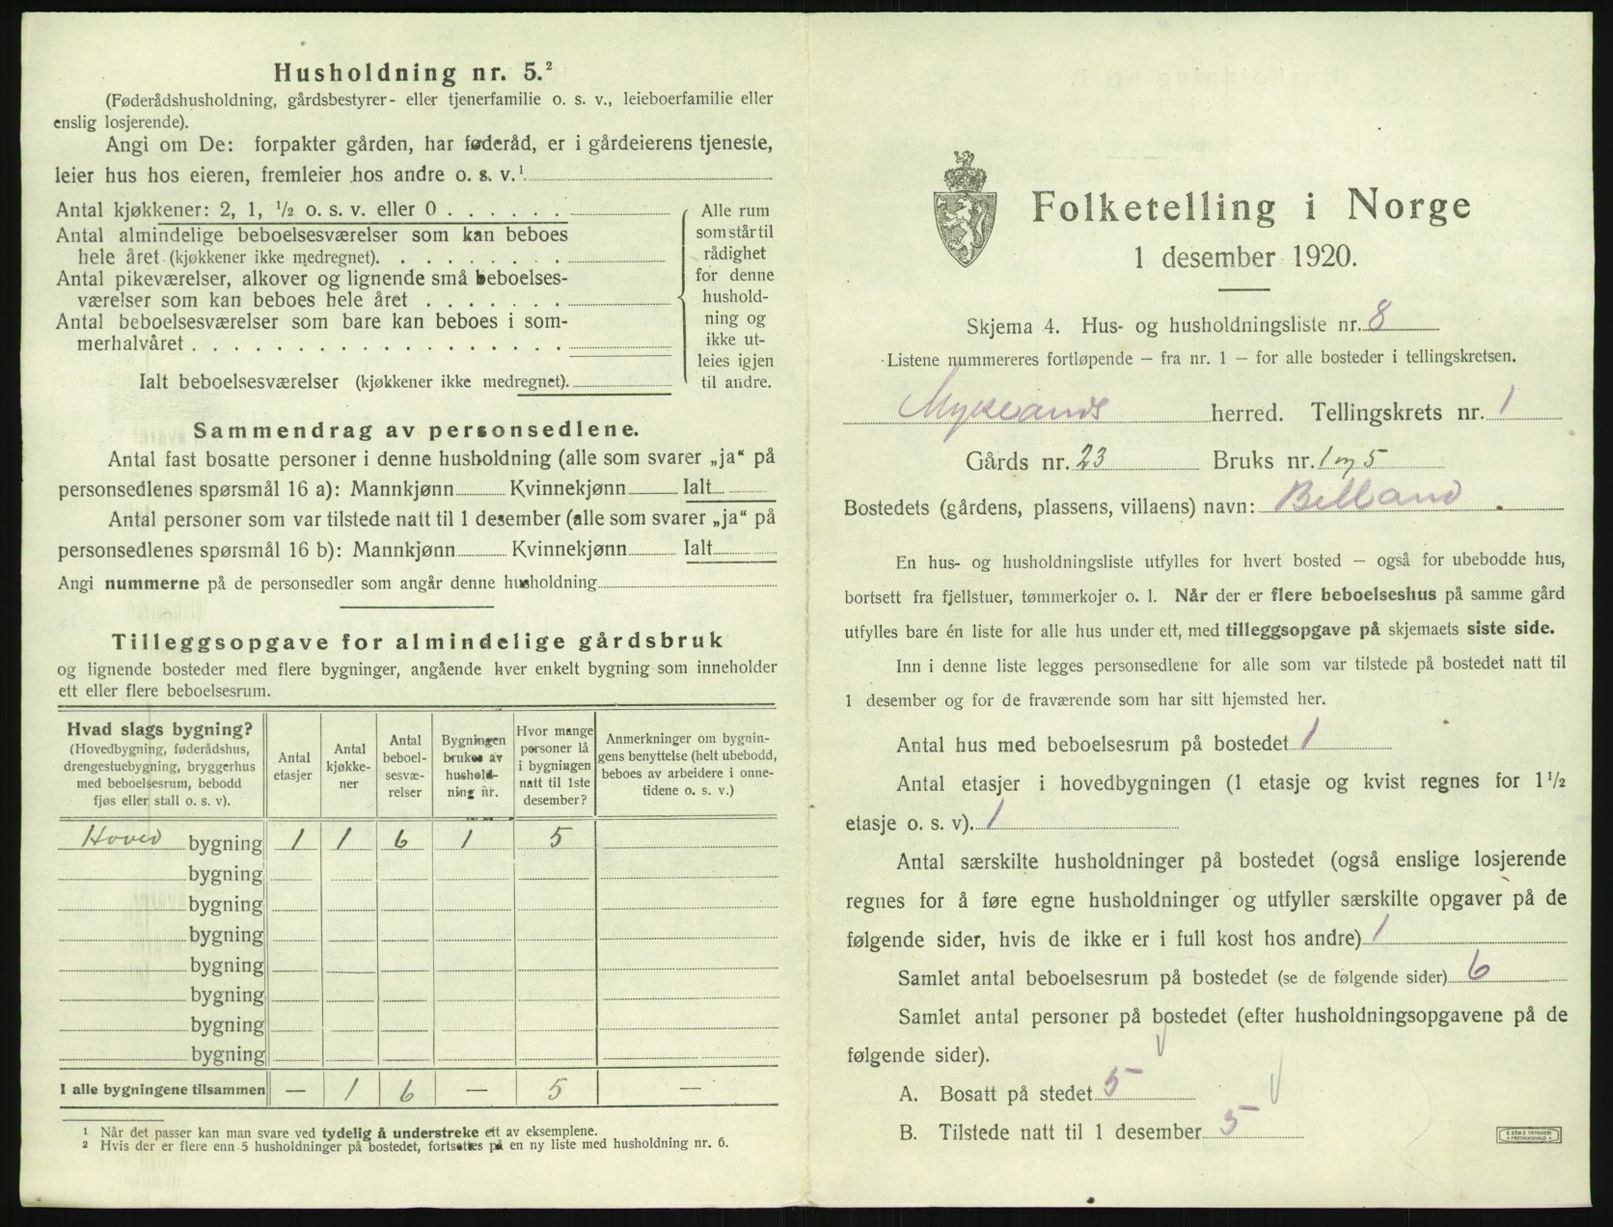 Husholdning nr. 5.²
(Føderådshusholdning, gårdsbestyrer- eller tjenerfamilie o. s. v., leieboerfamilie eller
enslig losjerende).
Angi om De: forpakter gården, har føderåd, er i gårdeierens tjeneste,
leier hus hos eieren, fremleier hos andre o. s. v.¹
Antal kjøkkener: 2, 1, ½ o. s. v. eller 0
Antal almindelige beboelsesværelser som kan beboes
hele året (kjøkkener ikke medregnet).
Antal pikeværelser, alkover og lignende små beboelses-
værelser som kan beboes hele året
Antal beboelsesværelser som bare kan beboes i som-
merhalvåret
Ialt beboelsesværelser (kjøkkener ikke medregnet).
Alle rum
som står til
rådighet
for denne
hushold-
ning og
ikke ut-
leies igjen
til andre.
Sammendrag av personsedlene.
Antal fast bosatte personer i denne husholdning (alle som svarer „ja“ på
personsedlenes spørsmål 16 a): Mannkjønn Kvinnekjønn Ialt
Antal personer som var tilstede natt til 1 desember (alle som svarer „ja“ på
personsedlenes spørsmål 16 b): Mannkjønn Kvinnekjønn Ialt
Angi nummerne på de personsedler som angår denne husholdning
Tilleggsopgave for almindelige gårdsbruk
og lignende bosteder med flere bygninger, angående hver enkelt bygning som inneholder
ett eller flere beboelsesrum.
Hvad slags bygning?
(Hovedbygning, føderådshus,
drengestuebygning, bryggerhus
med beboelsesrum, bebodd
fjøs eller stall o. s. v).
Antal
etasjer
Antal
kjøkke-
ner
Antal
beboel-
sesvæ-
relser
Bygningen
brukes av
hushold-
ning nr.
Hvor mange
personer lå
i bygningen
natt til 1ste
desember?
Anmerkninger om bygnin-
gens benyttelse (helt ubebodd,
beboes av arbeidere i onne-
tidene o. s. v.)
Hoved bygning 1 1 6 1 5
bygning
bygning
bygning
bygning
bygning
bygning
bygning
I alle bygningene tilsammen — 1 6 — 5 —
¹ Når det passer kan man svare ved tydelig å understreke ett av eksemplene.
² Hvis der er flere enn 5 husholdninger på bostedet, fortsettes på en ny liste med husholdning nr. 6.
Folketelling i Norge
1 desember 1920.
Skjema 4. Hus- og husholdningsliste nr. 8
Listene nummereres fortløpende — fra nr. 1 — for alle bosteder i tellingskretsen.
Myklands herred. Tellingskrets nr. 1
Gårds nr. 23 Bruks nr. 1 og 5
Bostedets (gårdens, plassens, villaens) navn: Belland
En hus- og husholdningsliste utfylles for hvert bosted — også for ubebodde hus,
bortsett fra fjellstuer, tømmerkojer o. l. Når der er flere beboelseshus på samme gård
utfylles bare én liste for alle hus under ett, med tilleggsopgave på skjemaets siste side.
Inn i denne liste legges personsedlene for alle som var tilstede på bostedet natt til
1 desember og for de fraværende som har sitt hjemsted her.
Antal hus med beboelsesrum på bostedet 1
Antal etasjer i hovedbygningen (1 etasje og kvist regnes for 1½
etasje o. s. v). 1
Antal særskilte husholdninger på bostedet (også enslige losjerende
regnes for å føre egne husholdninger og utfyller særskilte opgaver på de
følgende sider, hvis de ikke er i full kost hos andre) 1
Samlet antal beboelsesrum på bostedet (se de følgende sider) 6
Samlet antal personer på bostedet (efter husholdningsopgavene på de
følgende sider).
A. Bosatt på stedet 5
B. Tilstede natt til 1 desember 5